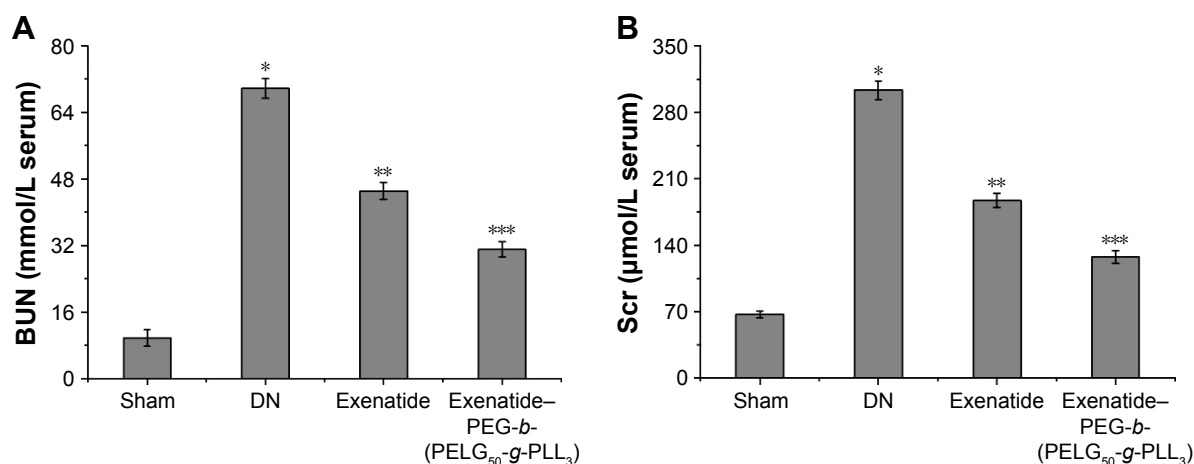 A
BUN (mmol/L serum)
80
64
48
32
16
0
*
**
***
Sham
DN
Exenatide
Exenatide–
PEG-b-
(PELG₅₀-g-PLL₃)
B
Scr (μmol/L serum)
350
280
210
140
70
0
*
**
***
Sham
DN
Exenatide
Exenatide–
PEG-b-
(PELG₅₀-g-PLL₃)